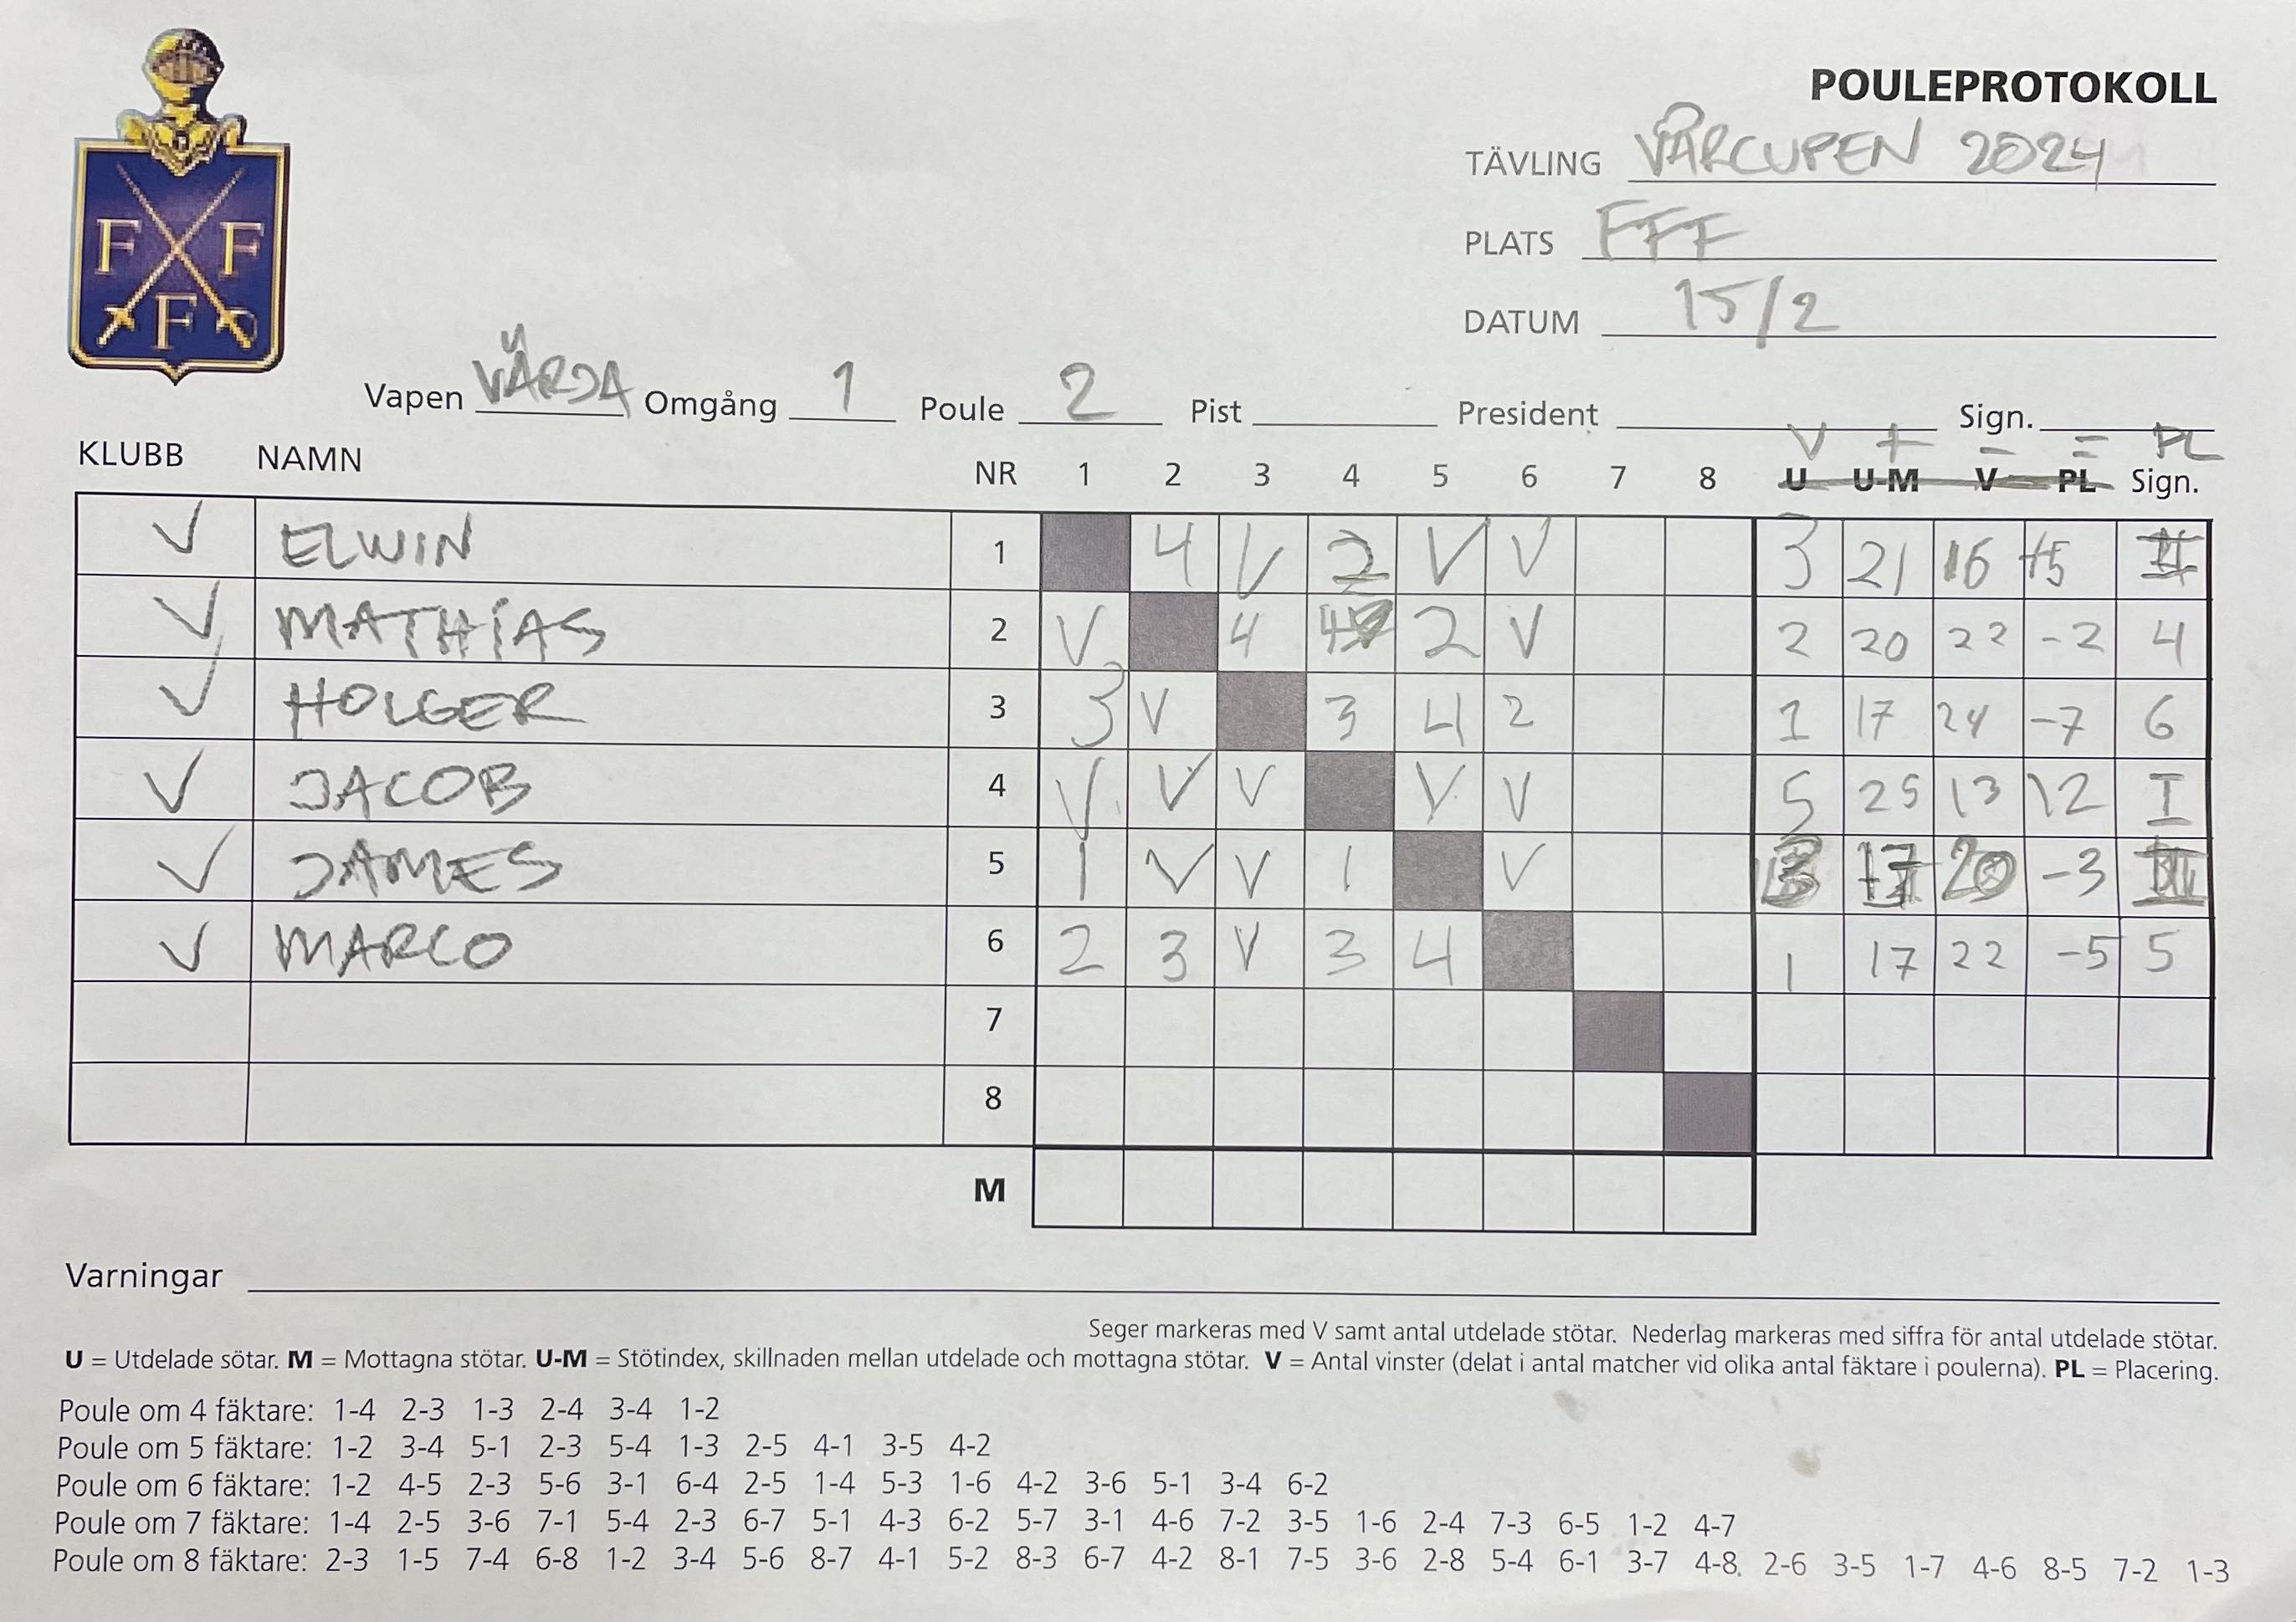 POULEPROTOKOLL
TÄVLING VÅRCUPEN 2024
PLATS FFF
DATUM 15/2
F F
F
Vapen VÄRJA Omgång 1 Poule 2 Pist President Sign.
V + - = PL
KLUBB NAMN NR 1 2 3 4 5 6 7 8 U U-M V PL Sign.
V ELWIN 1 4 V 2 V V 3 21 16 +5 II
V MATHIAS 2 V 4 4 2 V 2 20 22 -2 4
V HOLGER 3 3 V 3 4 2 1 17 24 -7 6
V JACOB 4 V V V V V 5 25 13 12 I
V JAMES 5 1 V V 1 V 3 17 20 -3 III
V MARCO 6 2 3 V 3 4 1 17 22 -5 5
7
8
M
Varningar
Seger markeras med V samt antal utdelade stötar. Nederlag markeras med siffra för antal utdelade stötar.
U = Utdelade sötar. M = Mottagna stötar. U-M = Stötindex, skillnaden mellan utdelade och mottagna stötar. V = Antal vinster (delat i antal matcher vid olika antal fäktare i poulerna). PL = Placering.
Poule om 4 fäktare: 1-4 2-3 1-3 2-4 3-4 1-2
Poule om 5 fäktare: 1-2 3-4 5-1 2-3 5-4 1-3 2-5 4-1 3-5 4-2
Poule om 6 fäktare: 1-2 4-5 2-3 5-6 3-1 6-4 2-5 1-4 5-3 1-6 4-2 3-6 5-1 3-4 6-2
Poule om 7 fäktare: 1-4 2-5 3-6 7-1 5-4 2-3 6-7 5-1 4-3 6-2 5-7 3-1 4-6 7-2 3-5 1-6 2-4 7-3 6-5 1-2 4-7
Poule om 8 fäktare: 2-3 1-5 7-4 6-8 1-2 3-4 5-6 8-7 4-1 5-2 8-3 6-7 4-2 8-1 7-5 3-6 2-8 5-4 6-1 3-7 4-8. 2-6 3-5 1-7 4-6 8-5 7-2 1-3